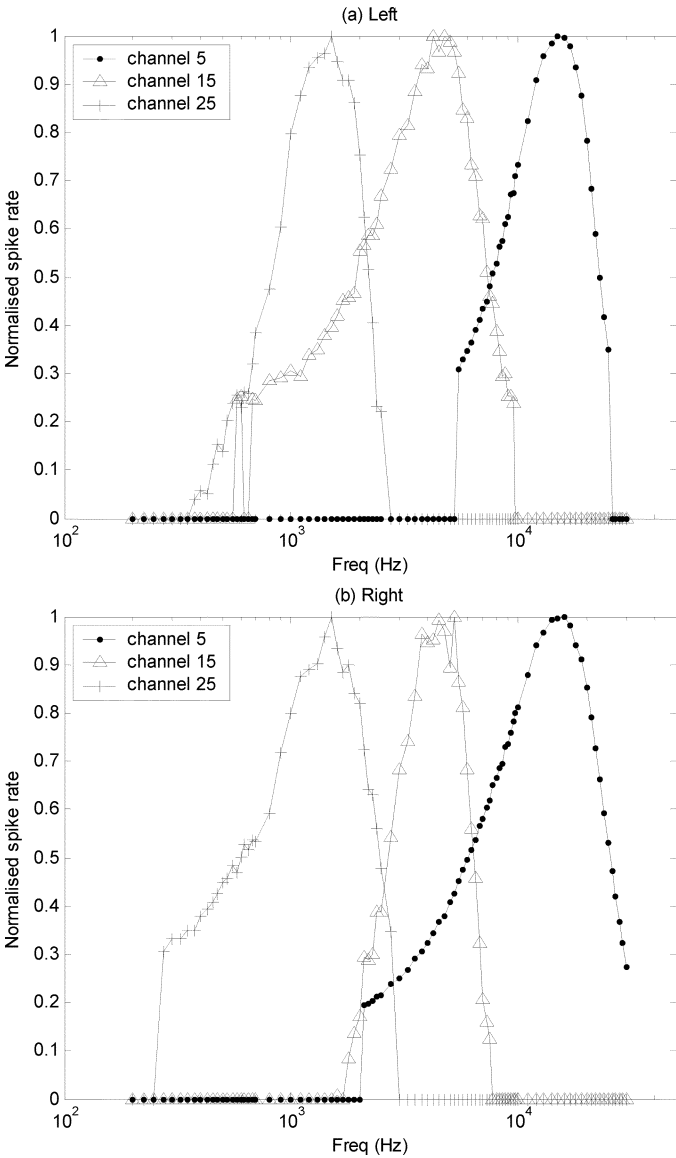 (a) Left
channel 5
channel 15
channel 25
Normalised spike rate
1
0.9
0.8
0.7
0.6
0.5
0.4
0.3
0.2
0.1
0
10^2
10^3
10^4
Freq (Hz)
(b) Right
channel 5
channel 15
channel 25
Normalised spike rate
1
0.9
0.8
0.7
0.6
0.5
0.4
0.3
0.2
0.1
0
10^2
10^3
10^4
Freq (Hz)